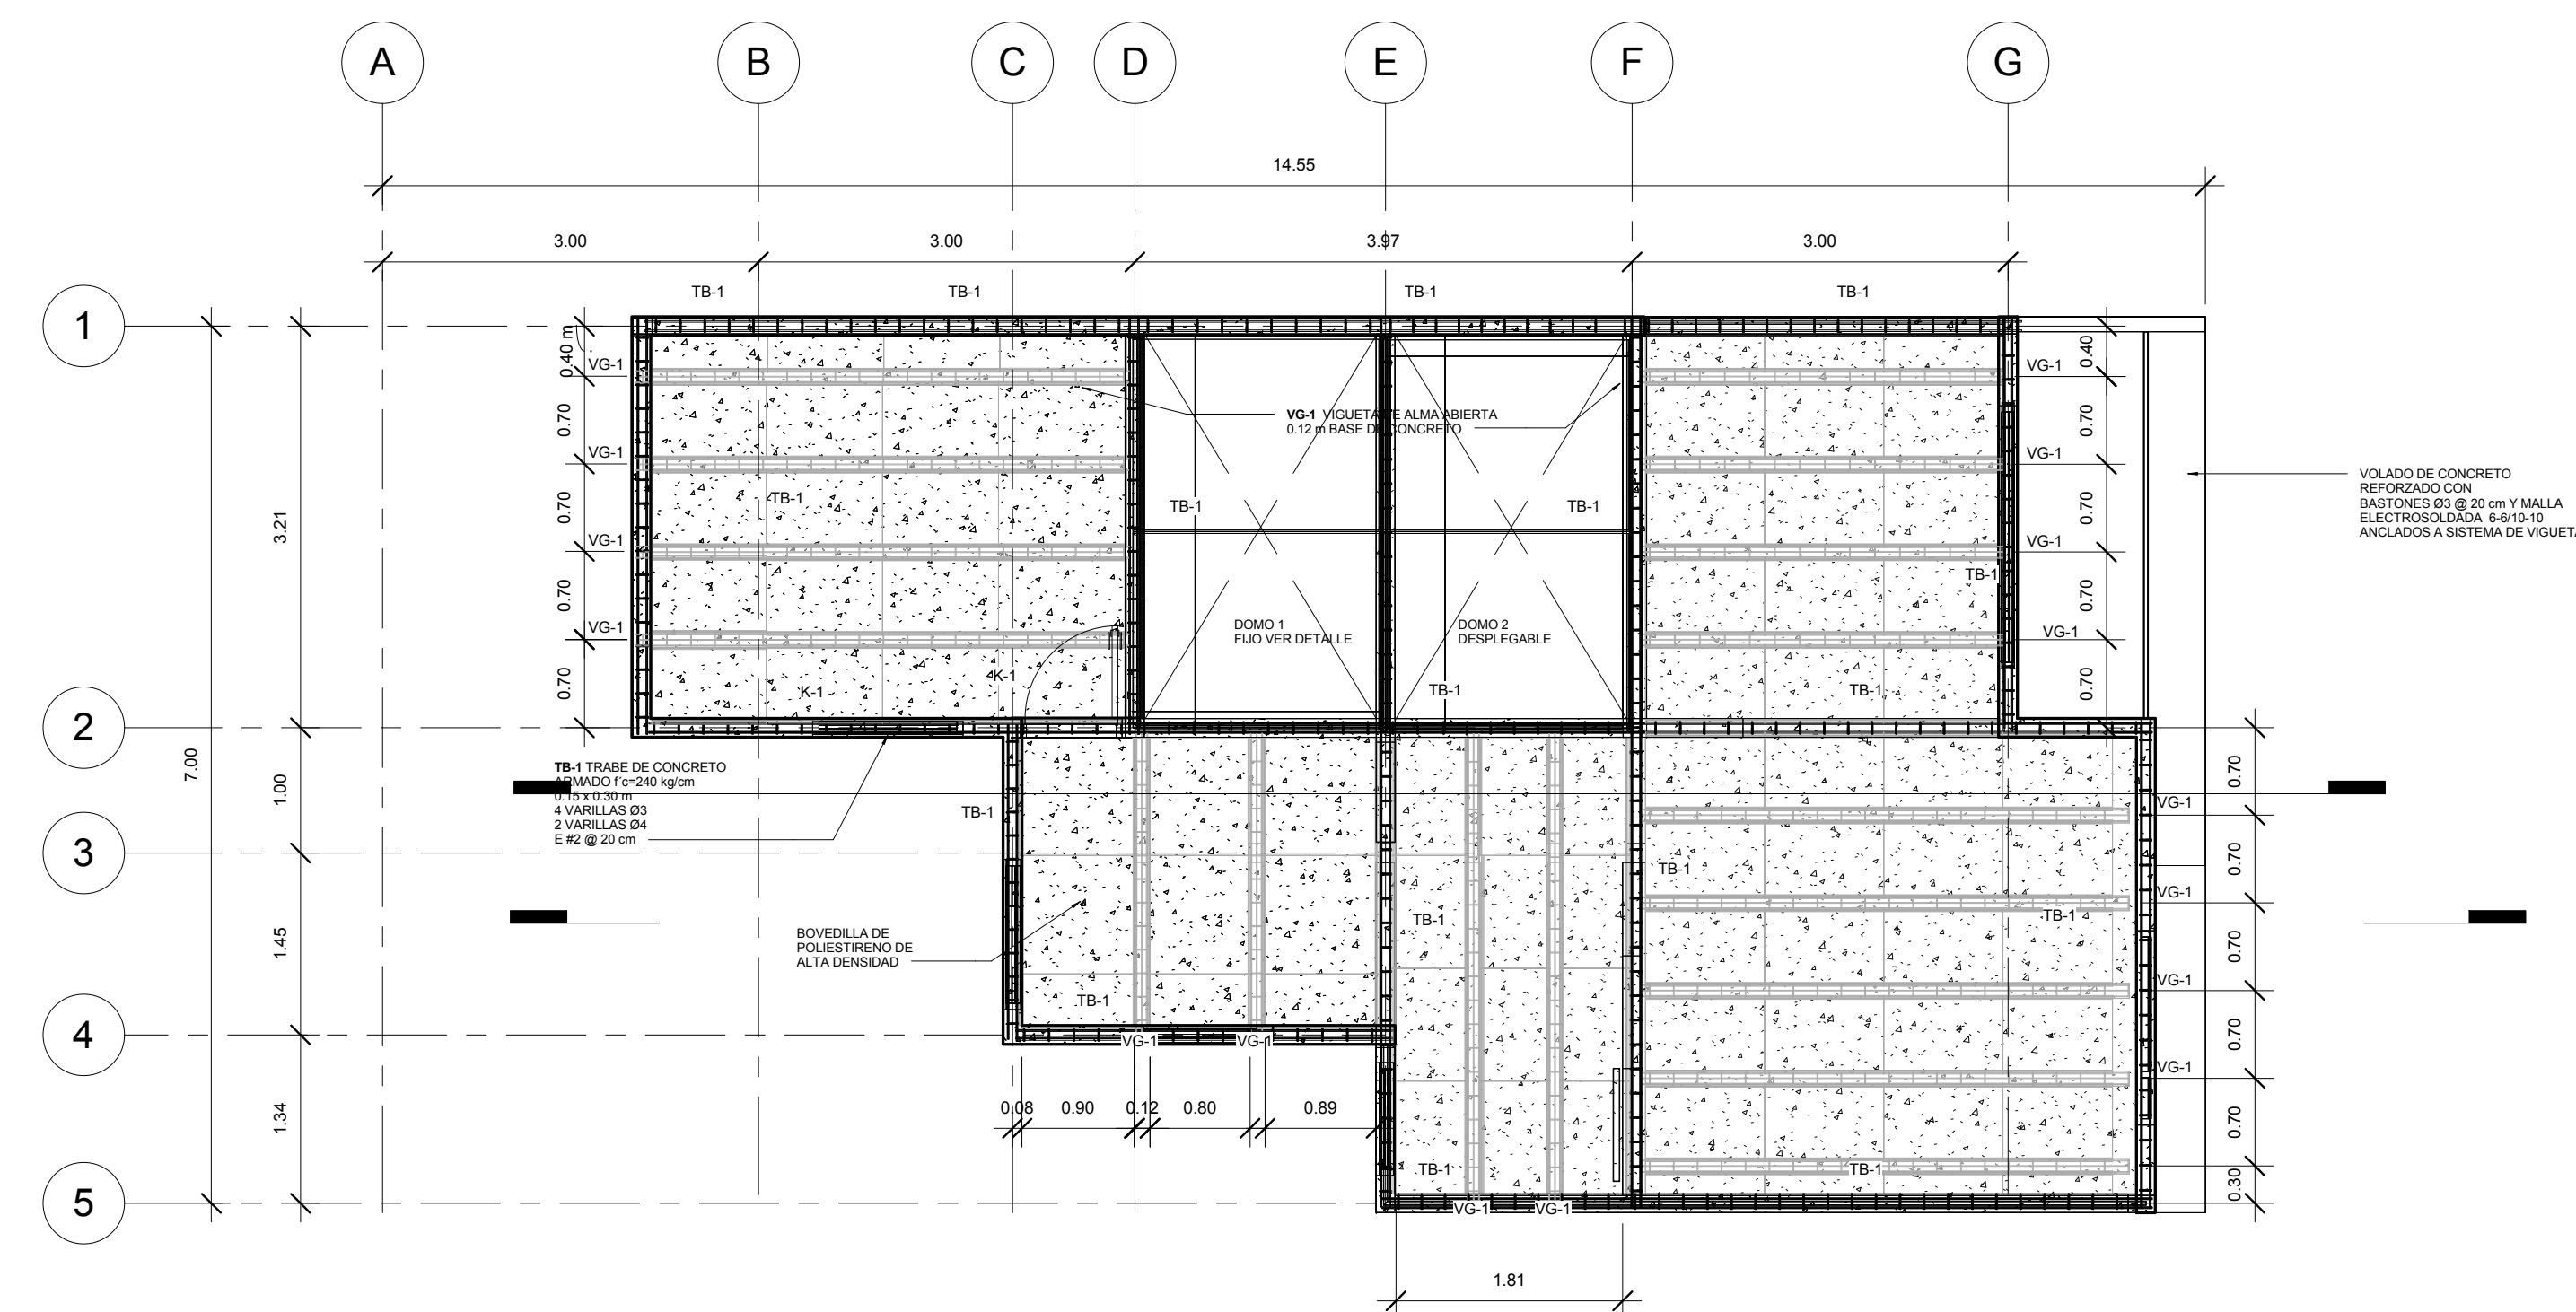 A B C D E F G
14.55
3.00 3.00 3.97 3.00
TB-1 TB-1 TB-1 TB-1
1
0.40 m
VG-1
VG-1
0.40
0.70
VG-1 VIGUETA DE ALMA ABIERTA
0.12 m BASE DE CONCRETO
0.70
VG-1
VG-1
VOLADO DE CONCRETO
REFORZADO CON
BASTONES Ø3 @ 20 cm Y MALLA
ELECTROSOLDADA 6-6/10-10
ANCLADOS A SISTEMA DE VIGUETA
3.21
0.70
TB-1
TB-1
TB-1
0.70
VG-1
VG-1
TB-1
0.70
0.70
VG-1
DOMO 1
FIJO VER DETALLE
DOMO 2
DESPLEGABLE
VG-1
0.70
K-1
K-1
TB-1
TB-1
0.70
2
7.00
1.00
TB-1 TRABE DE CONCRETO
ARMADO f'c=240 kg/cm
0.15 x 0.30 m
4 VARILLAS Ø3
2 VARILLAS Ø4
E #2 @ 20 cm
TB-1
0.70
VG-1
3
TB-1
0.70
VG-1
TB-1
TB-1
1.45
BOVEDILLA DE
POLIESTIRENO DE
ALTA DENSIDAD
0.70
VG-1
TB-1
4
VG-1 VG-1
0.70
VG-1
1.34
0.08 0.90 0.12 0.80 0.89
0.70
TB-1
TB-1
0.30
5
VG-1 VG-1
1.81